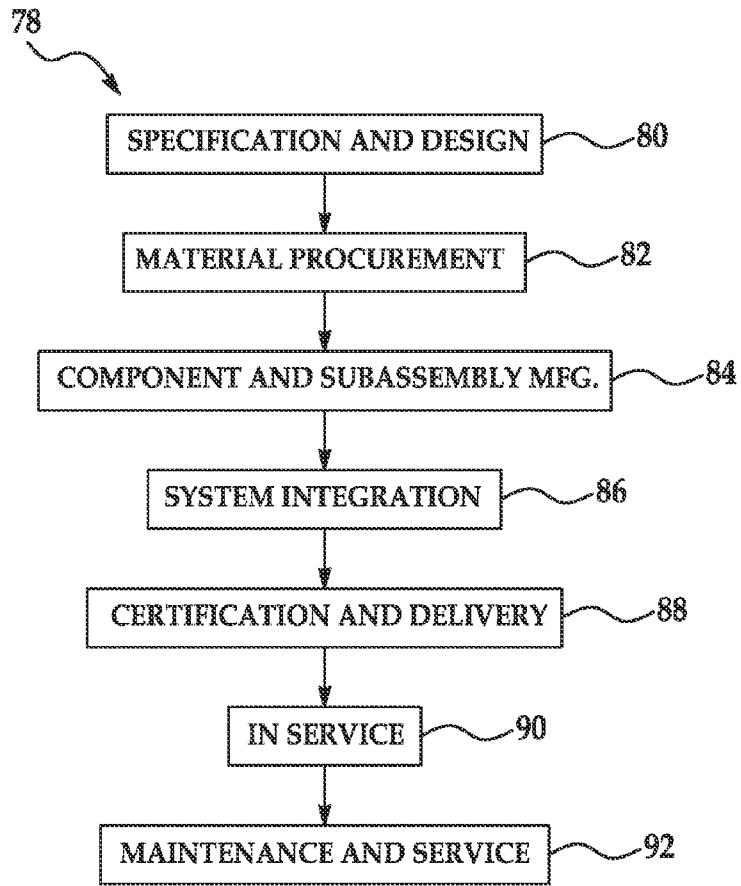 78
SPECIFICATION AND DESIGN
80
MATERIAL PROCUREMENT
82
COMPONENT AND SUBASSEMBLY MFG.
84
SYSTEM INTEGRATION
86
CERTIFICATION AND DELIVERY
88
IN SERVICE
90
MAINTENANCE AND SERVICE
92